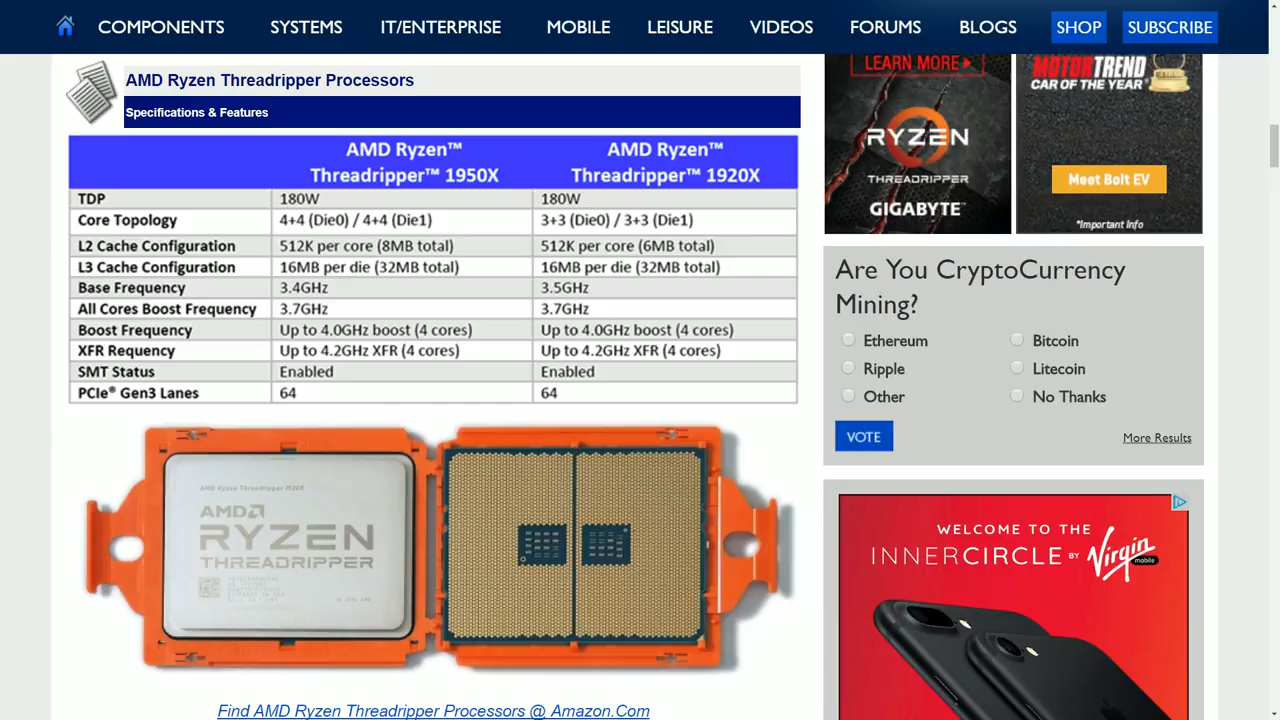 COMPONENTS SYSTEMS IT/ENTERPRISE MOBILE LEISURE VIDEOS FORUMS BLOGS SHOP SUBSCRIBE
AMD Ryzen Threadripper Processors
Specifications & Features
AMD Ryzen™ Threadripper™ 1950X AMD Ryzen™ Threadripper™ 1920X
TDP 180W 180W
Core Topology 4+4 (Die0) / 4+4 (Die1) 3+3 (Die0) / 3+3 (Die1)
L2 Cache Configuration 512K per core (8MB total) 512K per core (6MB total)
L3 Cache Configuration 16MB per die (32MB total) 16MB per die (32MB total)
Base Frequency 3.4GHz 3.5GHz
All Cores Boost Frequency 3.7GHz 3.7GHz
Boost Frequency Up to 4.0GHz boost (4 cores) Up to 4.0GHz boost (4 cores)
XFR Requency Up to 4.2GHz XFR (4 cores) Up to 4.2GHz XFR (4 cores)
SMT Status Enabled Enabled
PCIe® Gen3 Lanes 64 64
AMD
RYZEN
THREADRIPPER
Find AMD Ryzen Threadripper Processors @ Amazon.Com
LEARN MORE
RYZEN
THREADRIPPER
GIGABYTE™
MOTORTREND
CAR OF THE YEAR
Meet Bolt EV
*Important Info
Are You CryptoCurrency
Mining?
Ethereum Bitcoin
Ripple Litecoin
Other No Thanks
VOTE More Results
WELCOME TO THE
INNERCIRCLE BY Virgin mobile